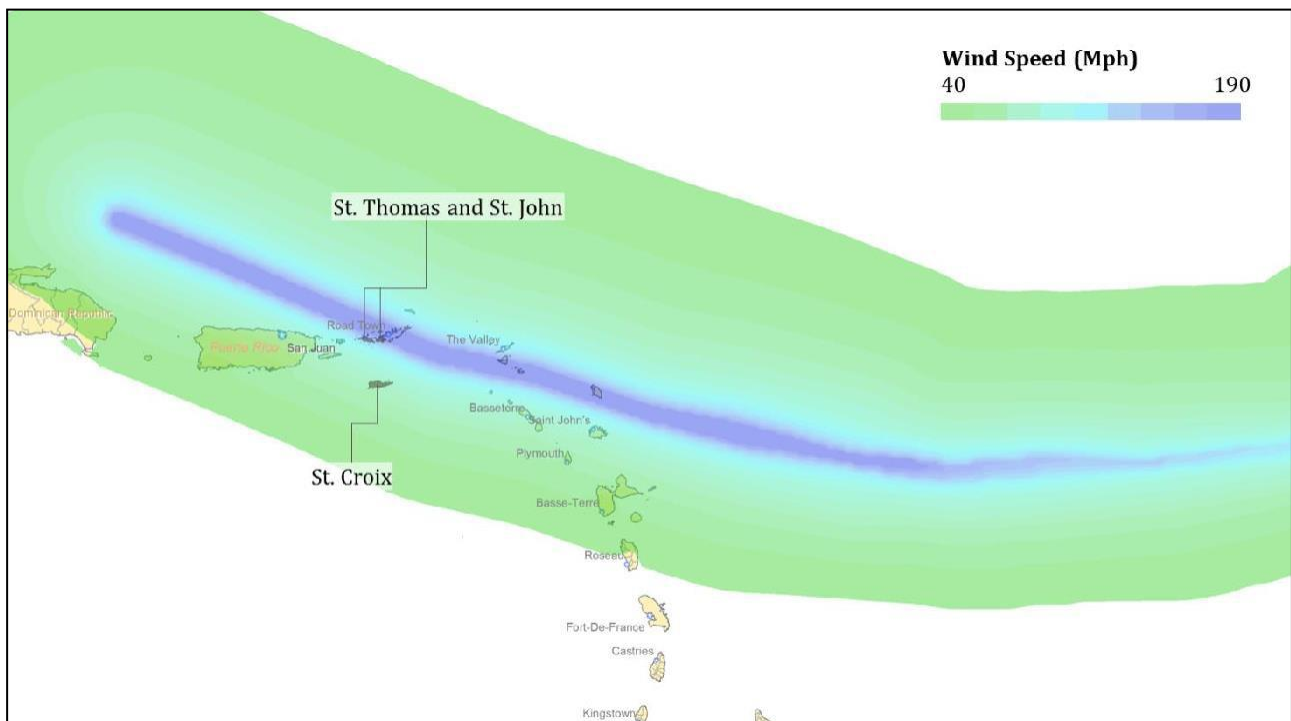 Wind Speed (Mph)
40 190
St. Thomas and St. John
Dominican Republic
Road Town
Puerto Rico
San Juan
The Valley
St. Croix
Basseterre
Saint John's
Plymouth
Basse-Terre
Roseau
Fort-De-France
Castries
Kingstown